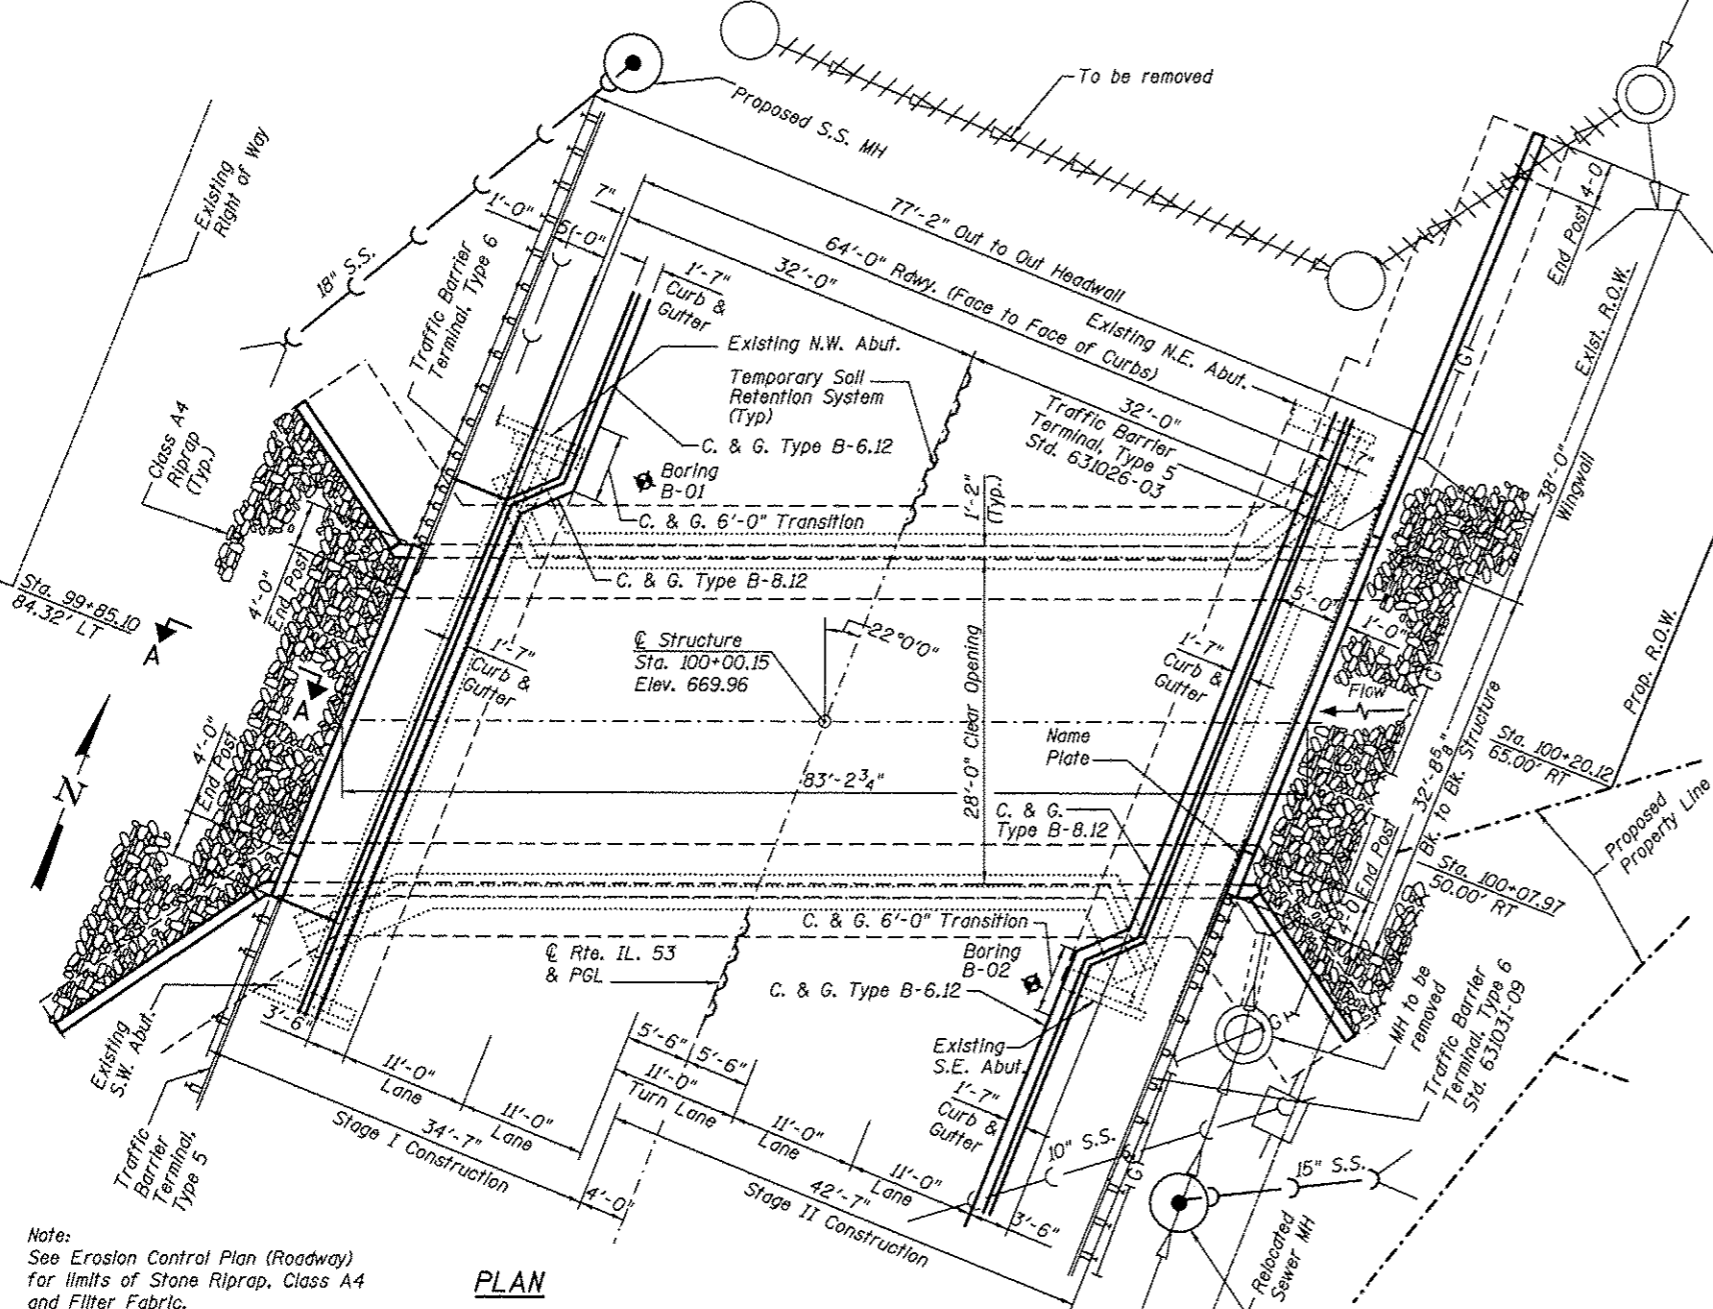 To be removed
Proposed S.S. MH
Existing
Right of Way
18" S.S.
77'-2" Out to Out Headwall
64'-0" Rdwy. (Face to Face of Curbs)
32'-0"
32'-0"
7"
1'-0"
5'-0"
1'-7"
Curb &
Gutter
Traffic Barrier
Terminal, Type 6
Existing N.W. Abut.
Existing N.E. Abut.
Temporary Soil
Retention System
(Typ)
C. & G. Type B-6.12
Boring
B-01
C. & G. 6'-0" Transition
C. & G. Type B-8.12
Traffic Barrier
Terminal, Type 5
Std. 631026-03
7"
1'-2"
(Typ.)
End Post 4-0
Exist. R.O.W.
G
38'-0"
Wingwall
Class A4
Riprap
(Typ.)
4'-0"
End Post
Sta. 99+85.10
84.32' LT
A
A
N
1'-7"
Curb &
Gutter
℄ Structure
Sta. 100+00.15
Elev. 669.96
22°0'0"
28'-0" Clear Opening
83'-2¾"
5'-0"
1'-0"
1'-7"
Curb &
Gutter
Flow
G
Name
Plate
Prop. R.O.W.
Sta. 100+20.12
65.00' RT
32'-8⅝"
Bk. to Bk. Structure
Proposed
Property Line
Sta. 100+07.97
50.00' RT
4'-0"
End Post
4'-0
End Post
C. & G.
Type B-8.12
C. & G. 6'-0" Transition
Boring
B-02
C. & G. Type B-6.12
℄ Rte. IL. 53
& PGL
Existing
S.W. Abut.
Existing
S.E. Abut.
MH to be
removed
Traffic Barrier
Terminal, Type 6
Std. 631031-09
G
3'-6"
11'-0"
Lane
11'-0"
Lane
34'-7"
Stage I Construction
4'-0"
5'-6"
5'-6"
11'-0"
Turn Lane
11'-0"
Lane
11'-0"
Lane
3'-6"
42'-7"
Stage II Construction
1'-7"
Curb &
Gutter
10" S.S.
15" S.S.
G
Relocated
Sewer MH
Traffic
Barrier
Terminal,
Type 5
Note:
See Erosion Control Plan (Roadway)
for limits of Stone Riprap, Class A4
and Filter Fabric.
PLAN